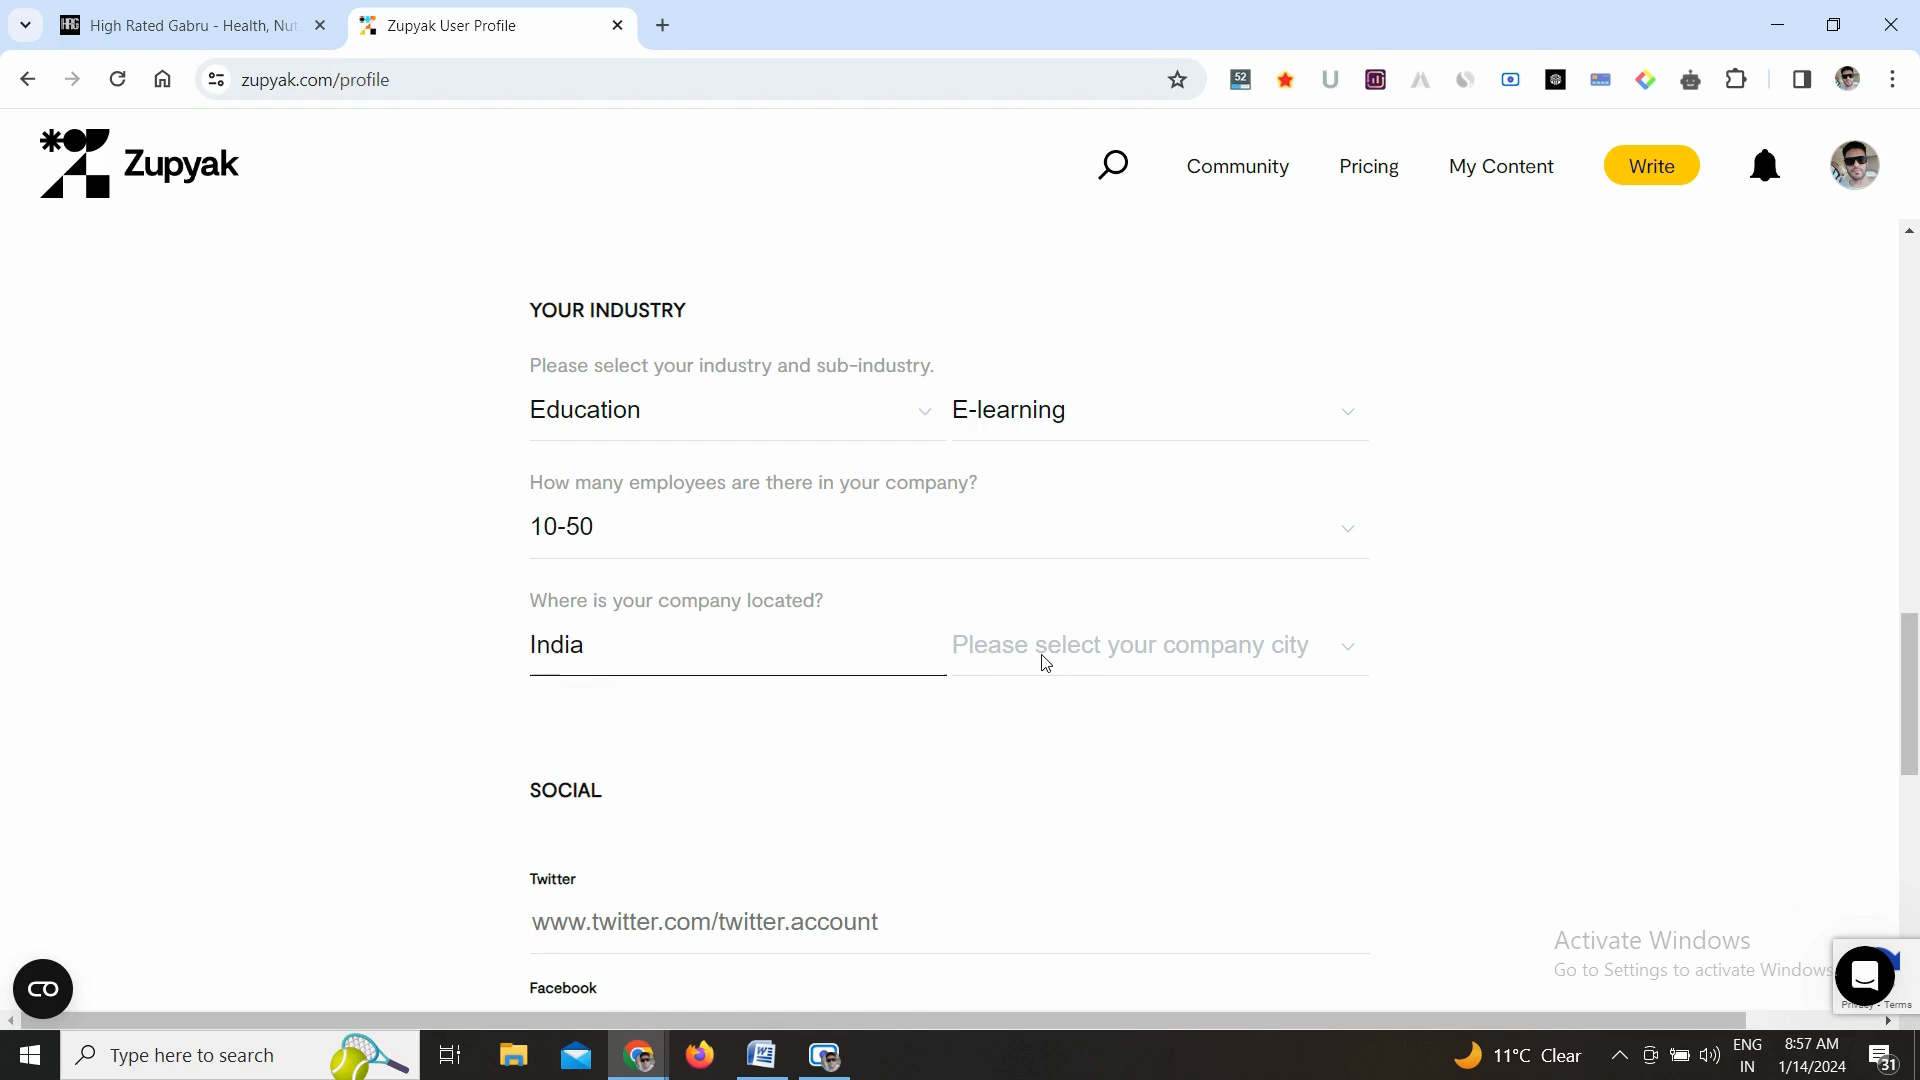 HRG High Rated Gabru - Health, Nut
Zupyak User Profile
zupyak.com/profile
52
Zupyak
Community
Pricing
My Content
Write
YOUR INDUSTRY
Please select your industry and sub-industry.
Education
E-learning
How many employees are there in your company?
10-50
Where is your company located?
India
Please select your company city
SOCIAL
Twitter
www.twitter.com/twitter.account
Facebook
Activate Windows
Go to Settings to activate Windows.
Privacy - Terms
Type here to search
11°C Clear
ENG
IN
8:57 AM
1/14/2024
31